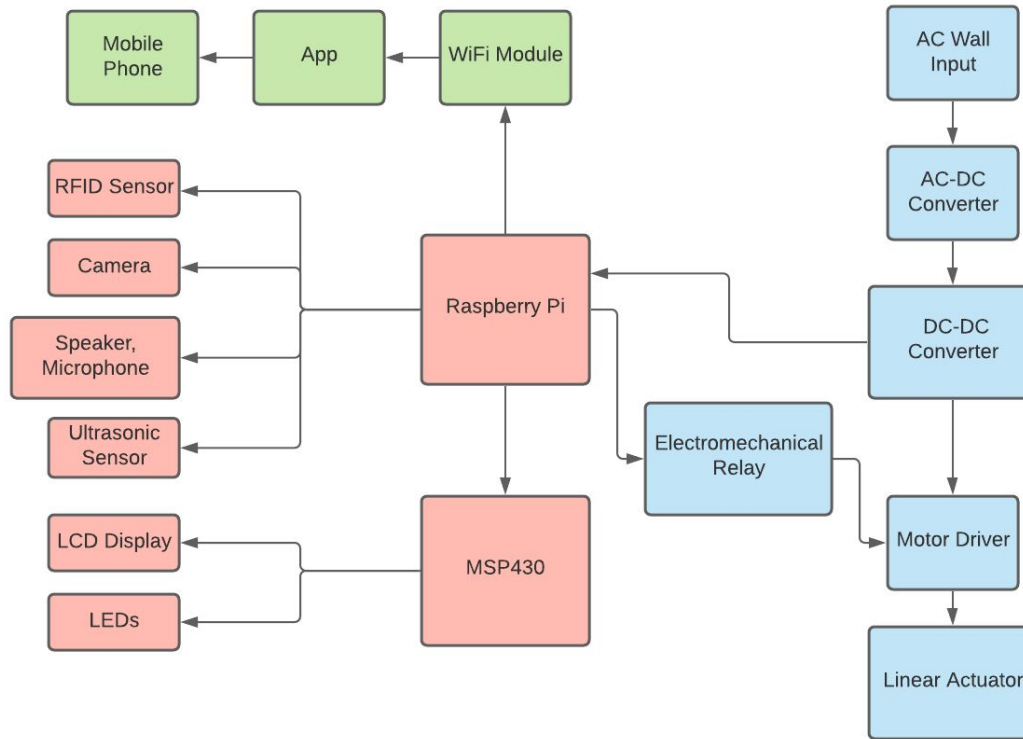 Mobile
Phone
App
WiFi Module
AC Wall
Input
RFID Sensor
AC-DC
Converter
Camera
Raspberry Pi
Speaker,
Microphone
DC-DC
Converter
Ultrasonic
Sensor
Electromechanical
Relay
LCD Display
MSP430
Motor Driver
LEDs
Linear Actuator